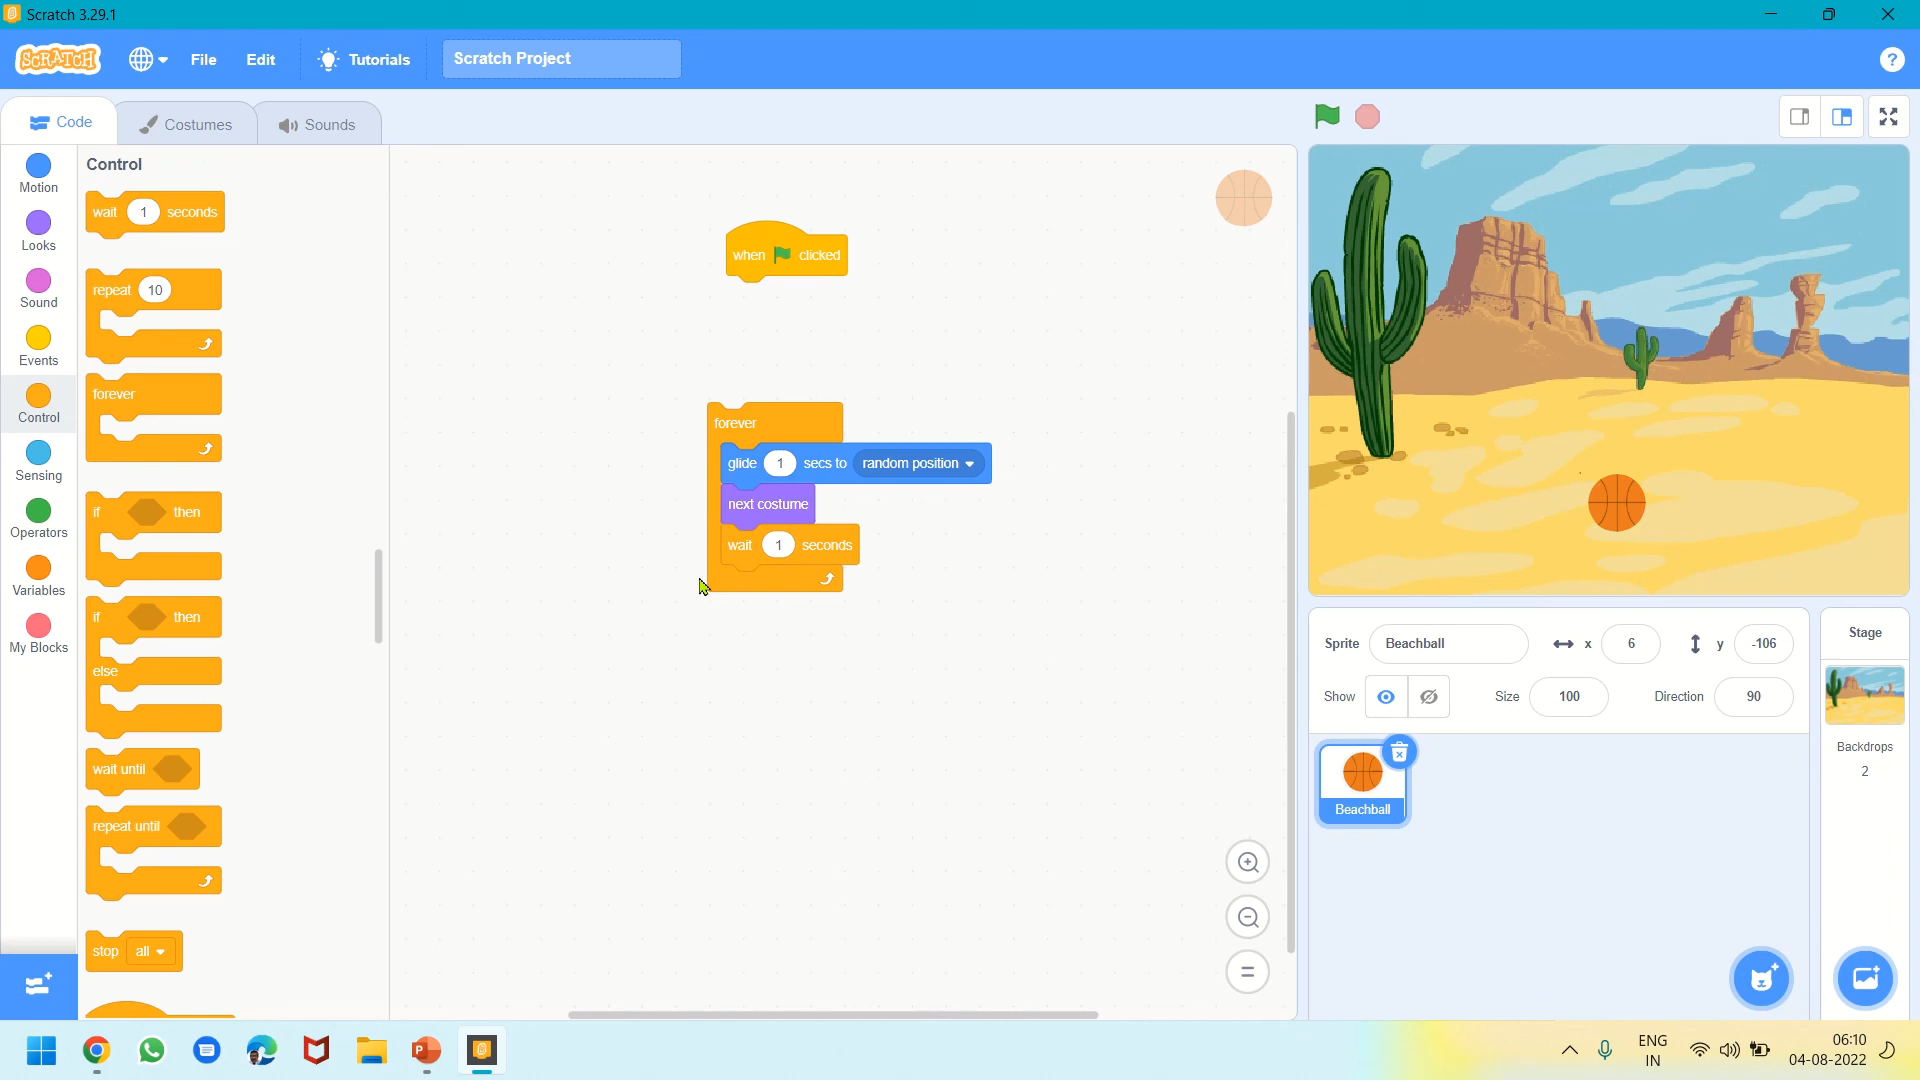 Scratch 3.29.1
SCRATCH
File
Edit
Tutorials
Scratch Project
?
Code
Costumes
Sounds
Motion
Looks
Sound
Events
Control
Sensing
Operators
Variables
My Blocks
Control
wait 1 seconds
repeat 10
forever
if then
if then
else
wait until
repeat until
stop all
when clicked
forever
glide 1 secs to random position
next costume
wait 1 seconds
Sprite Beachball x 6 y -106
Show Size 100 Direction 90
Beachball
Stage
Backdrops
2
ENG
IN
06:10
04-08-2022